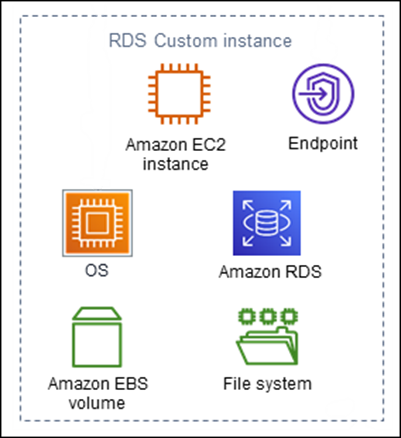 RDS Custom instance
Amazon EC2
instance
Endpoint
OS
Amazon RDS
Amazon EBS
volume
File system